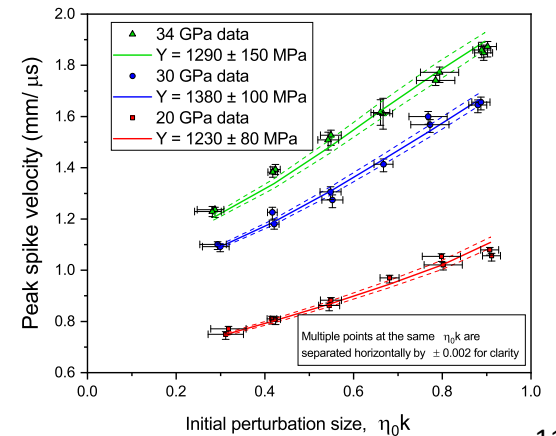 2.0
1.8
1.6
1.4
1.2
1.0
0.8
0.6
Peak spike velocity (mm/ μs)
34 GPa data
Y = 1290 ± 150 MPa
30 GPa data
Y = 1380 ± 100 MPa
20 GPa data
Y = 1230 ± 80 MPa
Multiple points at the same η₀k are
separated horizontally by ± 0.002 for clarity
0.0 0.2 0.4 0.6 0.8 1.0
Initial perturbation size, η₀k